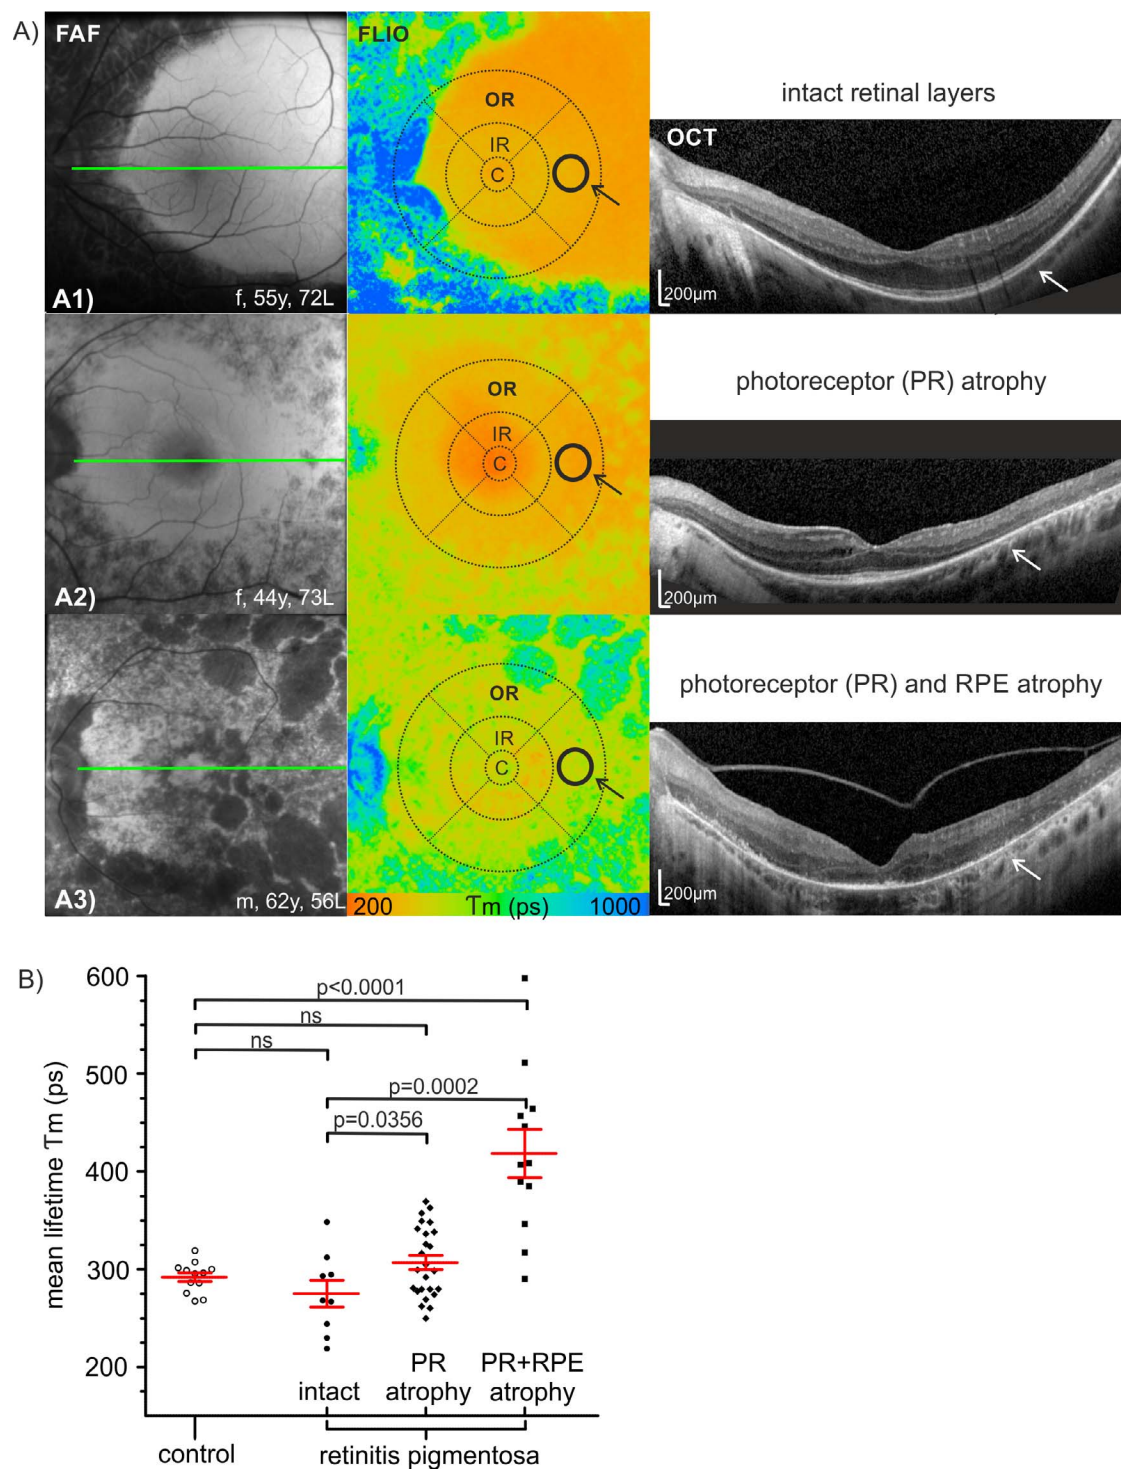 A)
FAF
FLIO
OR
IR
C
intact retinal layers
OCT
200µm
A1)
f, 55y, 72L
OR
IR
C
photoreceptor (PR) atrophy
200µm
A2)
f, 44y, 73L
OR
IR
C
photoreceptor (PR) and RPE atrophy
200µm
A3)
m, 62y, 56L
200 Tm (ps) 1000
B)
mean lifetime Tm (ps)
600
500
400
300
200
p<0.0001
ns
ns
p=0.0002
p=0.0356
PR PR+RPE
intact atrophy atrophy
control retinitis pigmentosa